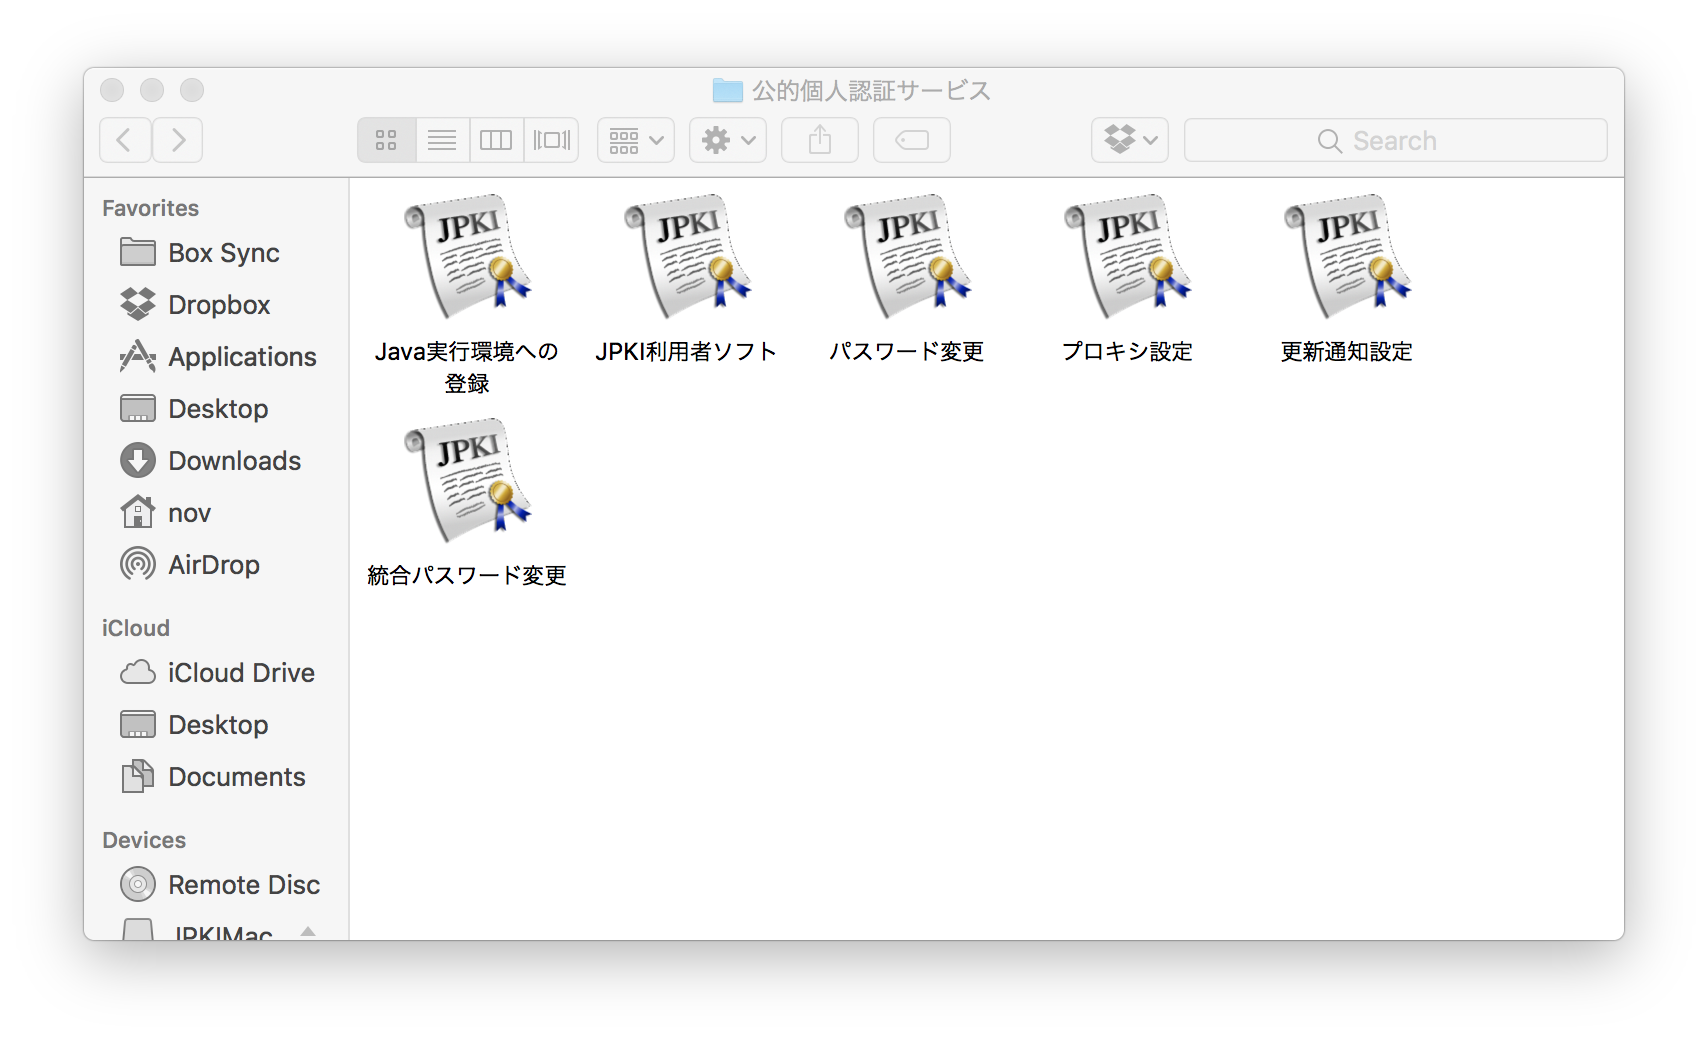 公的個人認証サービス
Search
Favorites
Box Sync
Dropbox
Applications
Desktop
Downloads
nov
AirDrop
iCloud
iCloud Drive
Desktop
Documents
Devices
Remote Disc
JPKIMac
JPKI
Java実行環境への
登録
JPKI
JPKI利用者ソフト
JPKI
パスワード変更
JPKI
プロキシ設定
JPKI
更新通知設定
JPKI
統合パスワード変更